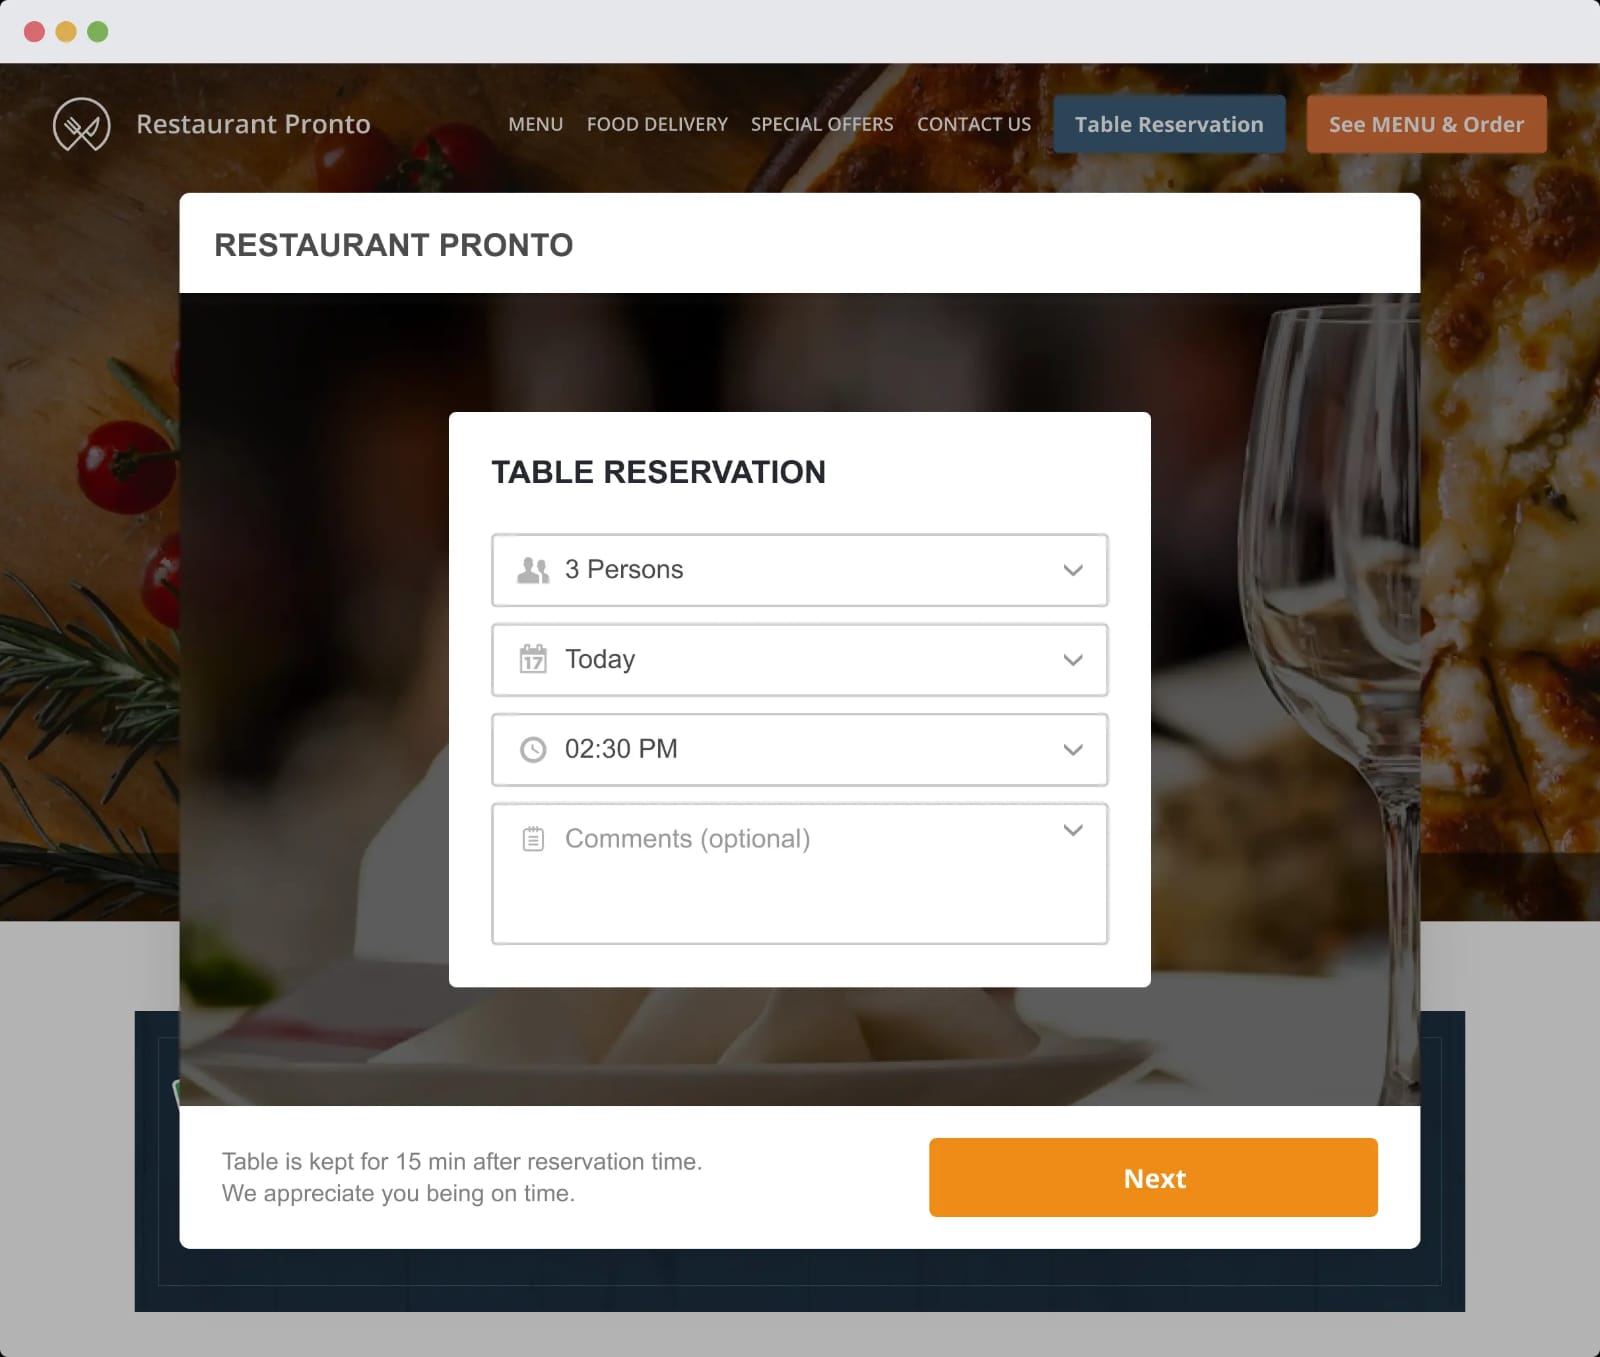 Restaurant Pronto
MENU
FOOD DELIVERY
SPECIAL OFFERS
CONTACT US
Table Reservation
See MENU & Order
RESTAURANT PRONTO
TABLE RESERVATION
3 Persons
17
Today
02:30 PM
Comments (optional)
Table is kept for 15 min after reservation time.
We appreciate you being on time.
Next